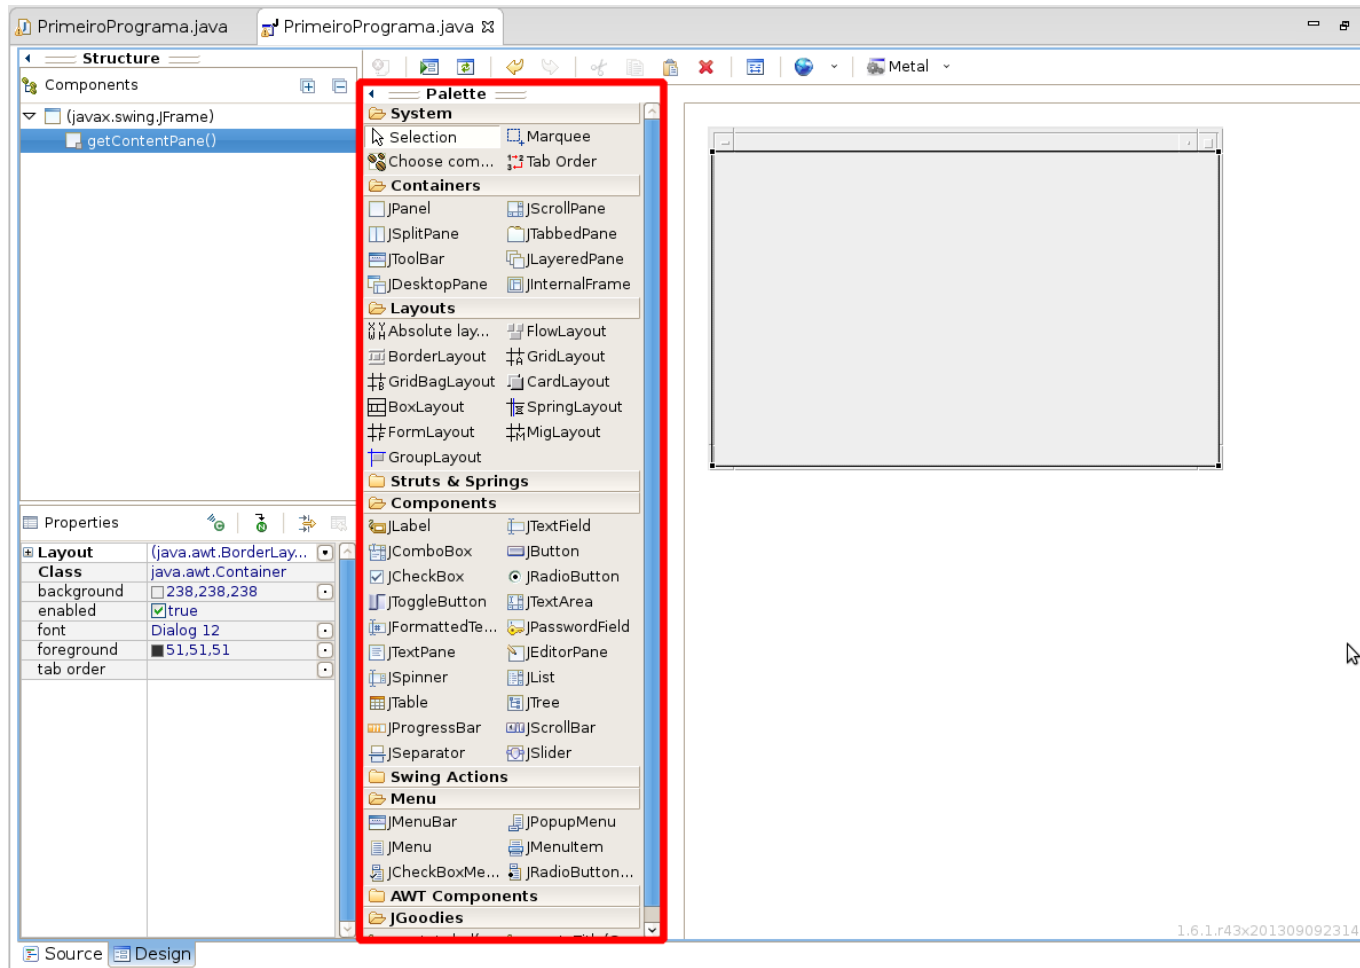 PrimeiroPrograma.java
PrimeiroPrograma.java
Structure
Components
(javax.swing.JFrame)
getContentPane()
Properties
Layout (java.awt.BorderLay...
Class java.awt.Container
background 238,238,238
enabled true
font Dialog 12
foreground 51,51,51
tab order
Metal
Palette
System
Selection Marquee
Choose com... Tab Order
Containers
JPanel JScrollPane
JSplitPane JTabbedPane
JToolBar JLayeredPane
JDesktopPane JInternalFrame
Layouts
Absolute lay... FlowLayout
BorderLayout GridLayout
GridBagLayout CardLayout
BoxLayout SpringLayout
FormLayout MigLayout
GroupLayout
Struts & Springs
Components
JLabel JTextField
JComboBox JButton
JCheckBox JRadioButton
JToggleButton JTextArea
JFormattedTe... JPasswordField
JTextPane JEditorPane
JSpinner JList
JTable JTree
JProgressBar JScrollBar
JSeparator JSlider
Swing Actions
Menu
JMenuBar JPopupMenu
JMenu JMenuItem
JCheckBoxMe... JRadioButton...
AWT Components
JGoodies
1.6.1.r43x201309092314
Source Design